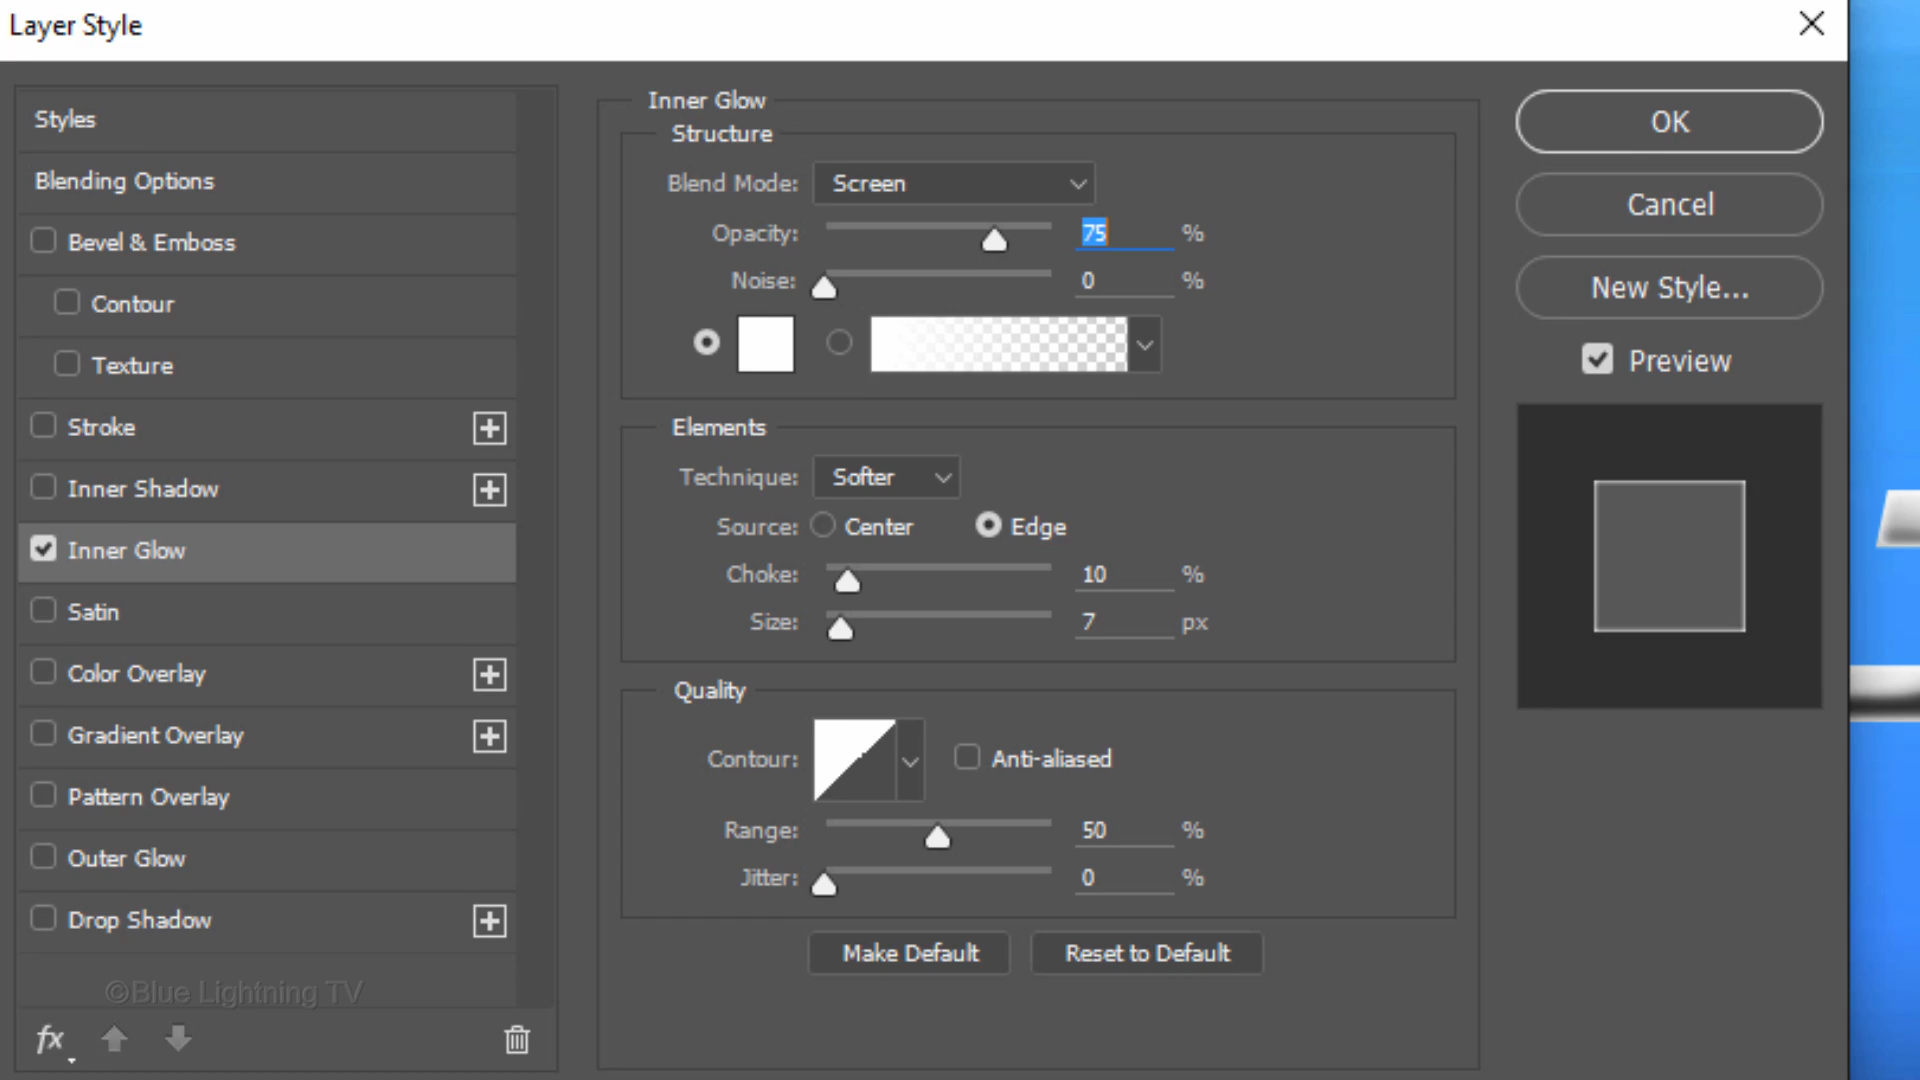 Layer Style
Styles
Blending Options
Bevel & Emboss
Contour
Texture
Stroke
Inner Shadow
Inner Glow
Satin
Color Overlay
Gradient Overlay
Pattern Overlay
Outer Glow
Drop Shadow
©Blue Lightning TV
fx
Inner Glow
Structure
Blend Mode: Screen
Opacity: 75 %
Noise: 0 %
Elements
Technique: Softer
Source: Center Edge
Choke: 10 %
Size: 7 px
Quality
Contour: Anti-aliased
Range: 50 %
Jitter: 0 %
Make Default Reset to Default
OK
Cancel
New Style...
Preview